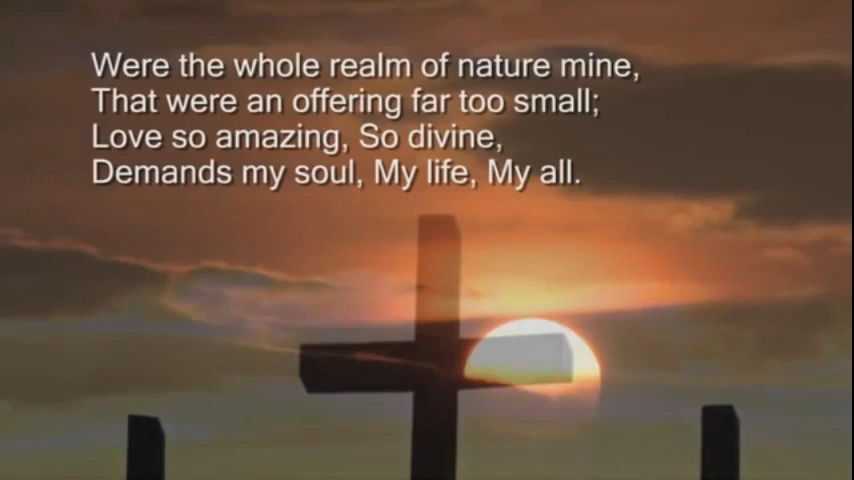 Were the whole realm of nature mine,
That were an offering far too small;
Love so amazing, So divine,
Demands my soul, My life, My all.